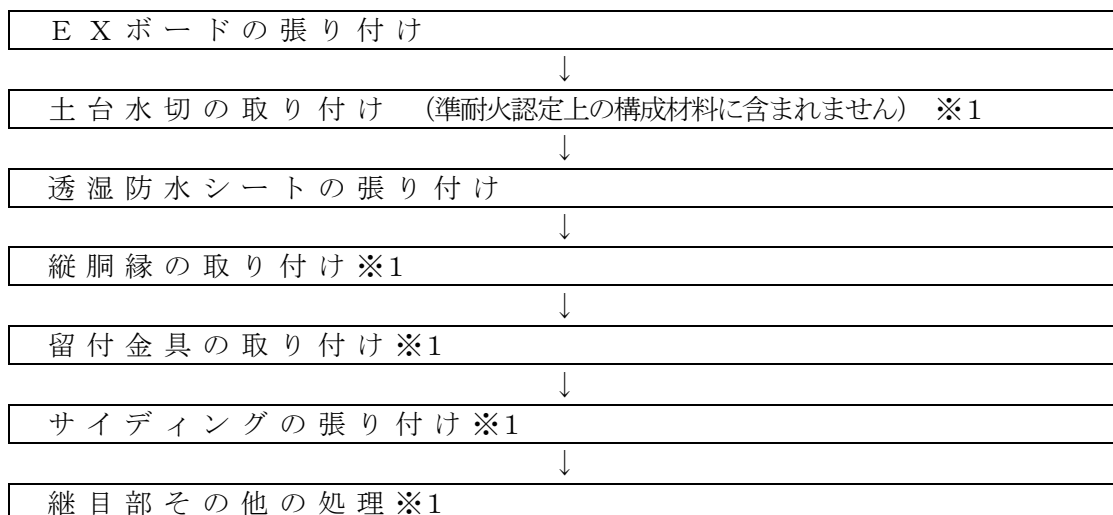 ＥＸボードの張り付け
↓
土台水切の取り付け （準耐火認定上の構成材料に含まれません） ※1
↓
透湿防水シートの張り付け
↓
縦胴縁の取り付け※1
↓
留付金具の取り付け※1
↓
サイディングの張り付け※1
↓
継目部その他の処理※1